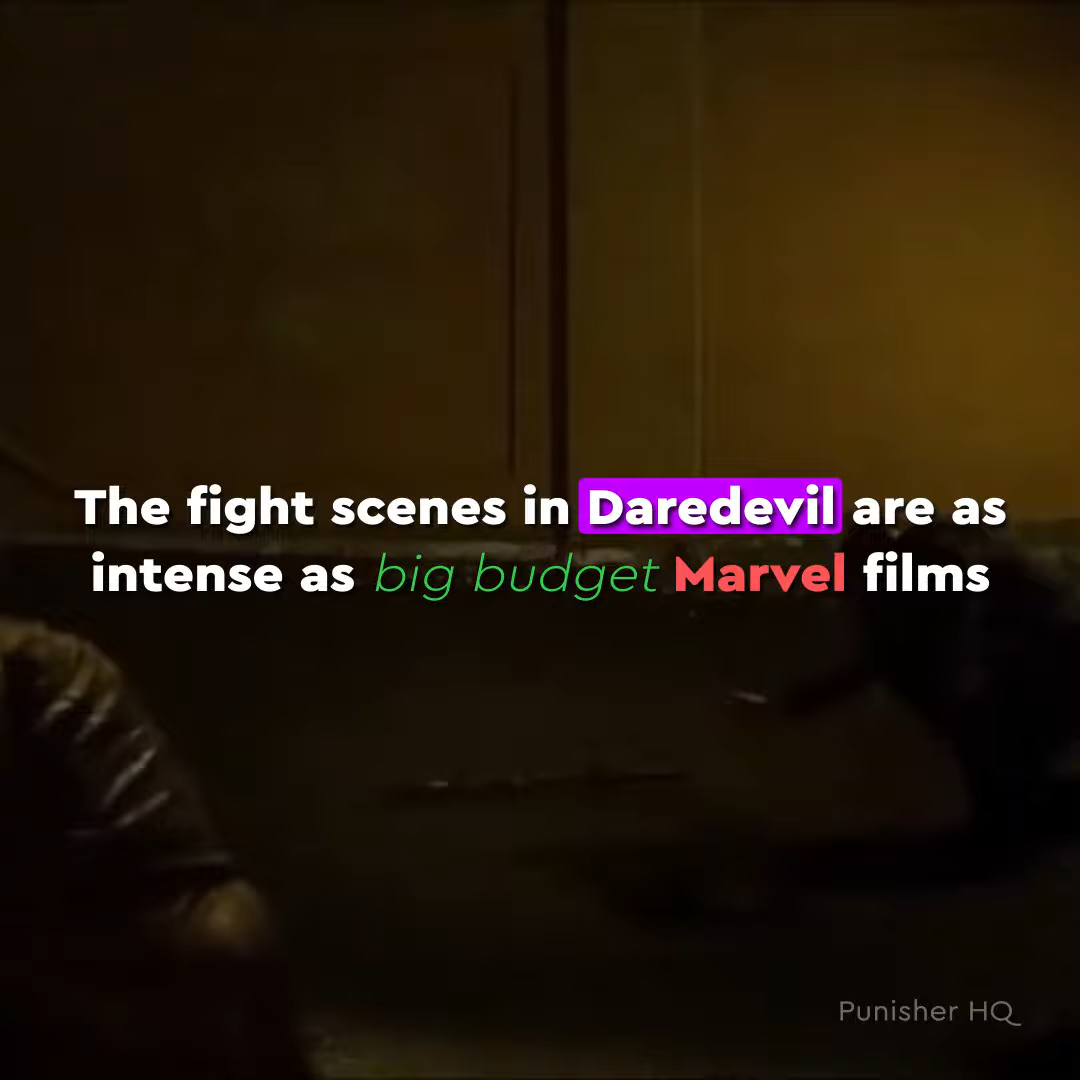 The fight scenes in Daredevil are as
intense as big budget Marvel films
Punisher HQ